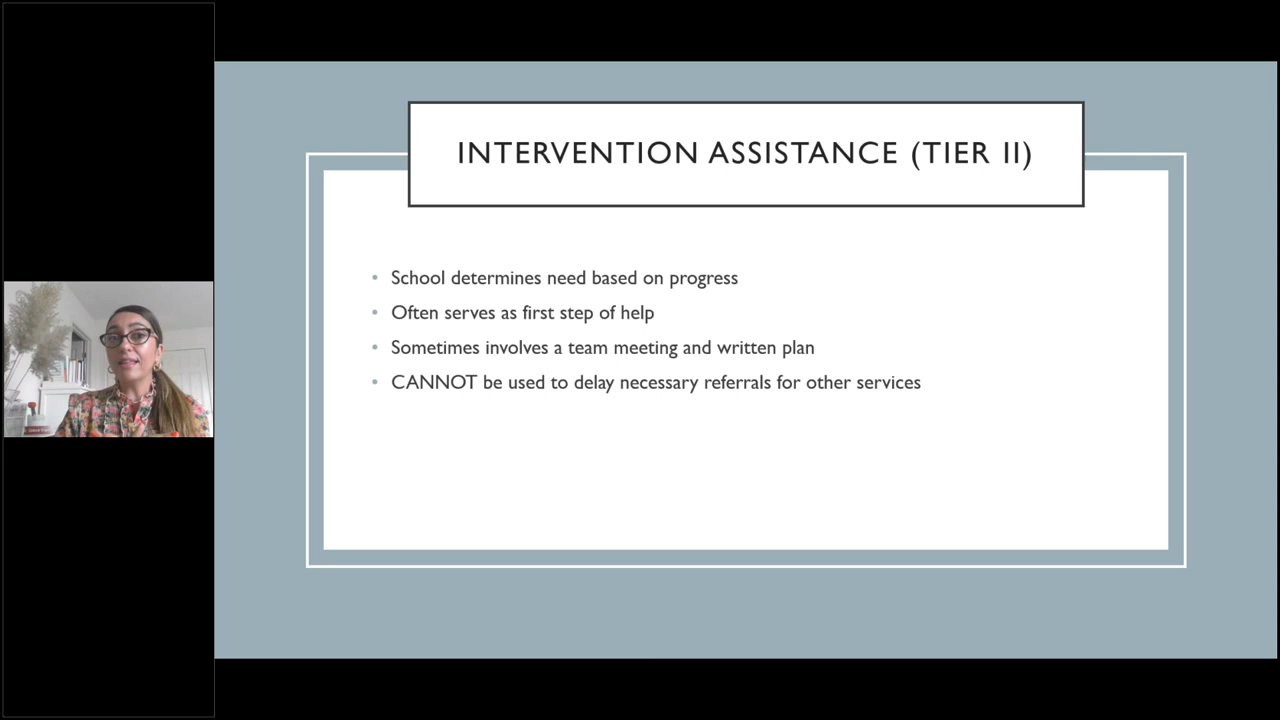 INTERVENTION ASSISTANCE (TIER II)
• School determines need based on progress
• Often serves as first step of help
• Sometimes involves a team meeting and written plan
• CANNOT be used to delay necessary referrals for other services